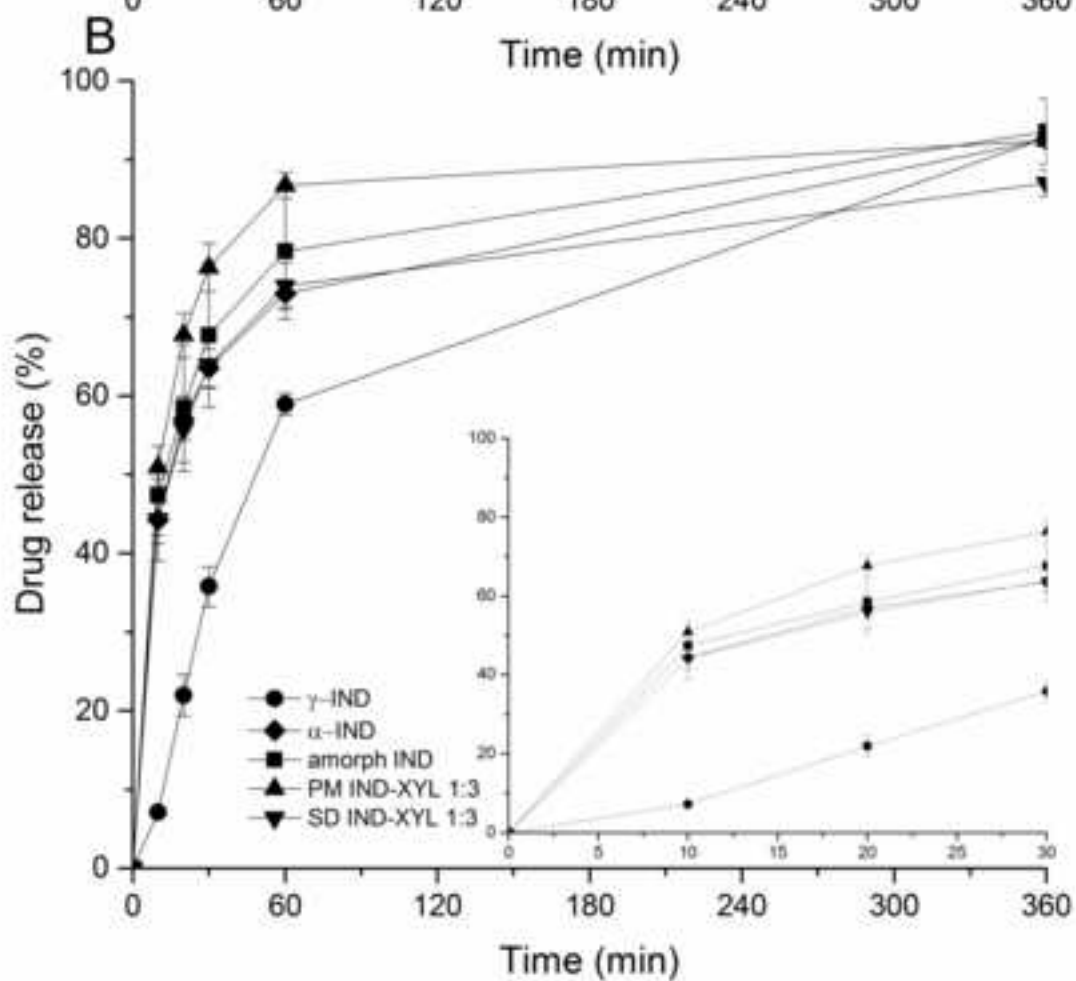 0 60 120 180 240 300 360
Time (min)
B
100
80
60
40
20
0
Drug release (%)
γ-IND
α-IND
amorph IND
PM IND-XYL 1:3
SD IND-XYL 1:3
100
80
60
40
20
0
0 5 10 15 20 25 30
0 60 120 180 240 300 360
Time (min)